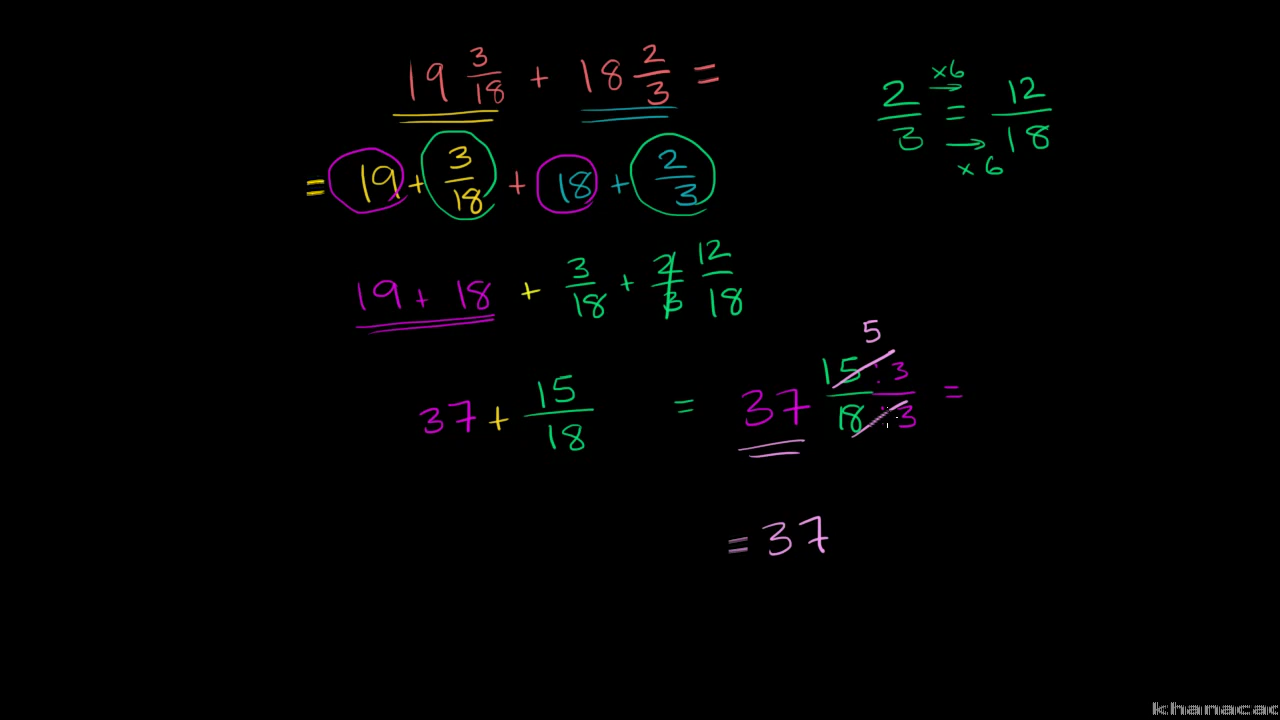 19 3/18 + 18 2/3 =
2/3 = 12/18
×6 →
→ ×6
= 19 + 3/18 + 18 + 2/3
19 + 18 + 3/18 + 2/3 12/18
37 + 15/18 = 37 15/18 : 3/3 =
5
= 37
khanacac